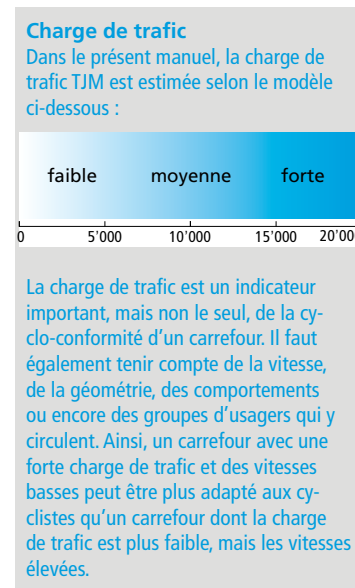 Charge de trafic
Dans le présent manuel, la charge de
trafic TJM est estimée selon le modèle
ci-dessous :
faible moyenne forte
0 5'000 10'000 15'000 20'00
La charge de trafic est un indicateur
important, mais non le seul, de la cy-
clo-conformité d'un carrefour. Il faut
également tenir compte de la vitesse,
de la géométrie, des comportements
ou encore des groupes d'usagers qui y
circulent. Ainsi, un carrefour avec une
forte charge de trafic et des vitesses
basses peut être plus adapté aux cy-
clistes qu'un carrefour dont la charge
de trafic est plus faible, mais les vitesses
élevées.